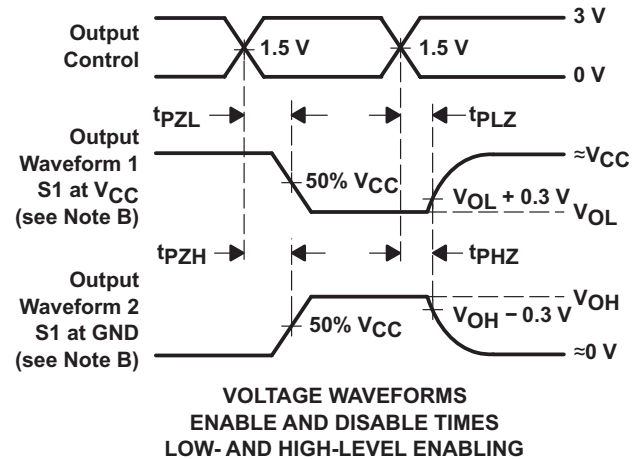 Output
Control
1.5 V
1.5 V
3 V
0 V
tPZL
tPLZ
Output
Waveform 1
S1 at VCC
(see Note B)
50% VCC
≈VCC
VOL + 0.3 V
VOL
tPZH
tPHZ
Output
Waveform 2
S1 at GND
(see Note B)
50% VCC
VOH
VOH − 0.3 V
≈0 V
VOLTAGE WAVEFORMS
ENABLE AND DISABLE TIMES
LOW- AND HIGH-LEVEL ENABLING